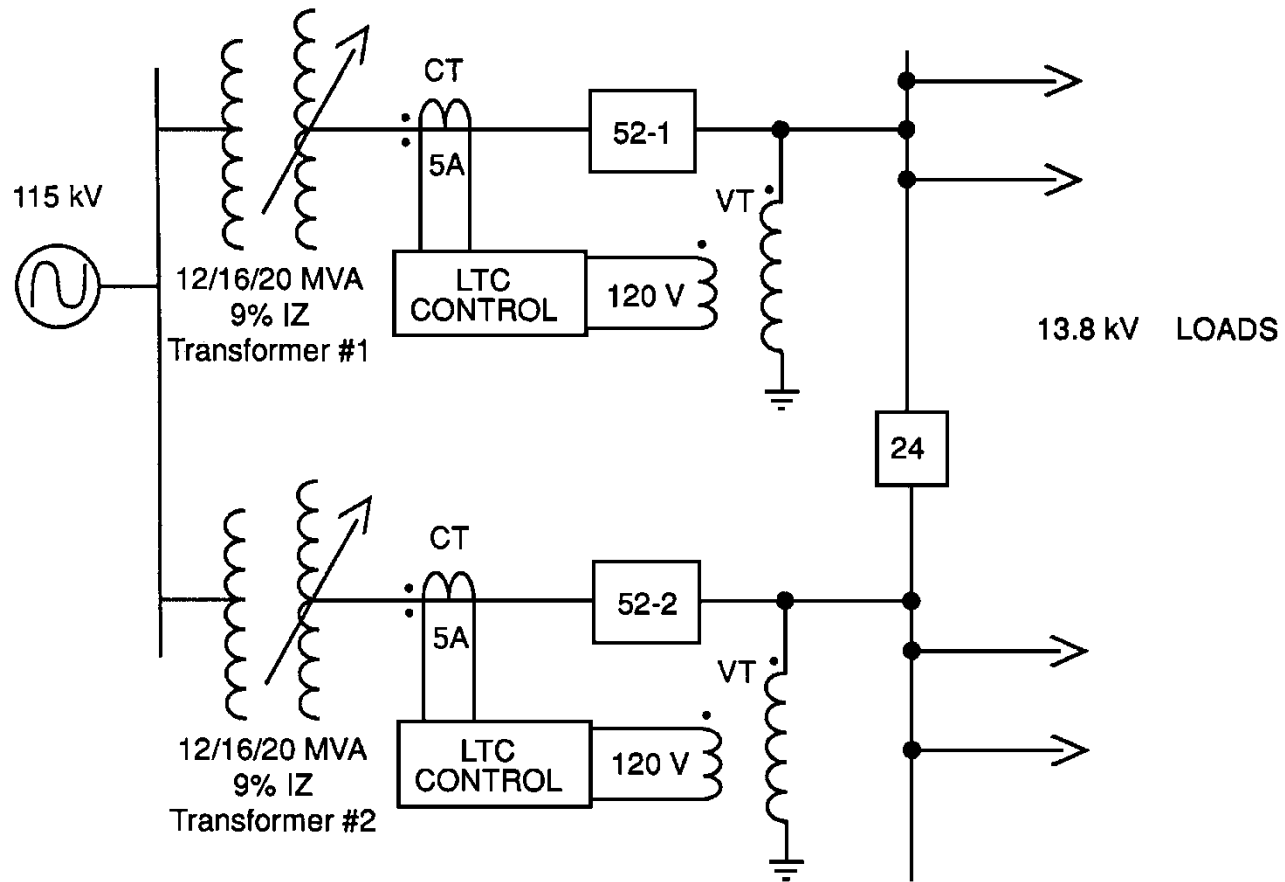 115 kV
12/16/20 MVA
9% IZ
Transformer #1
CT
5A
LTC
CONTROL
120 V
52-1
VT
13.8 kV LOADS
24
12/16/20 MVA
9% IZ
Transformer #2
CT
5A
LTC
CONTROL
120 V
52-2
VT